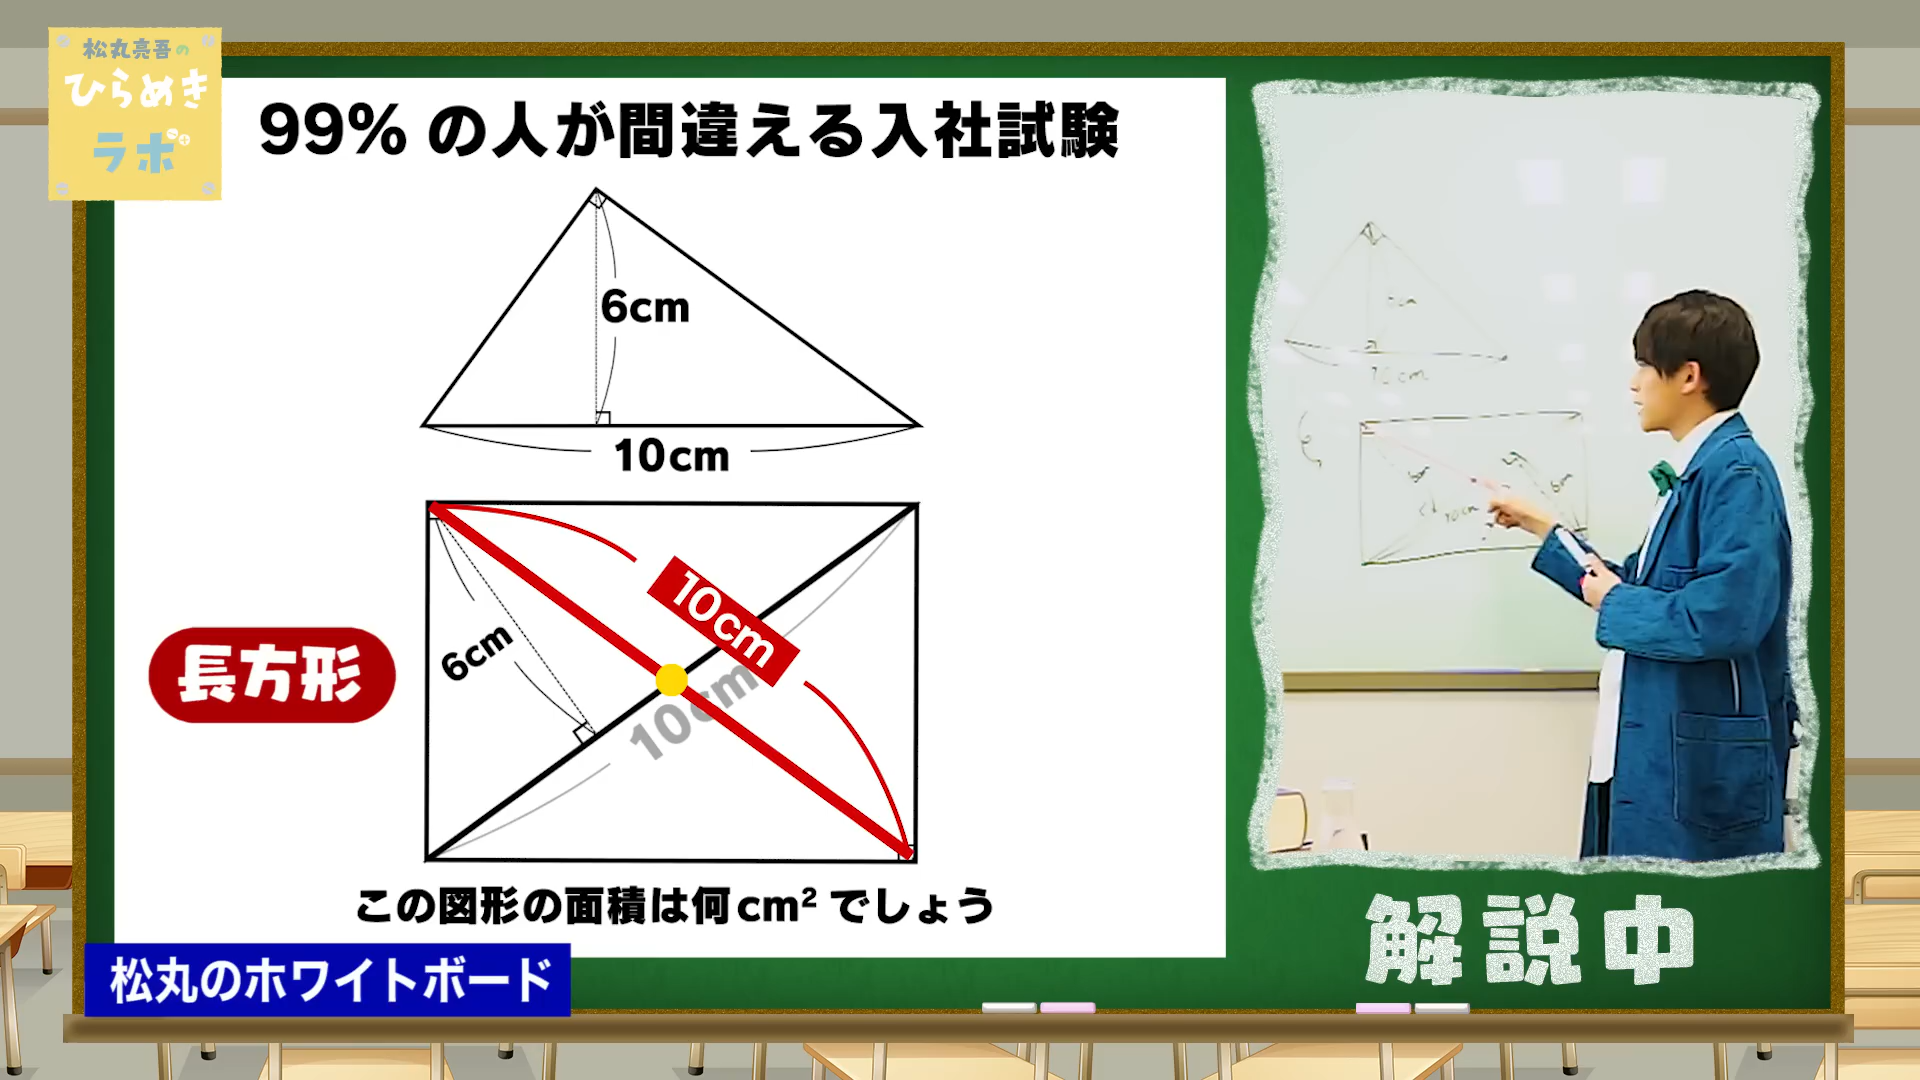 松丸亮吾の
ひらめき
ラボ
99%の人が間違える入社試験
6cm
10cm
長方形
6cm
10cm
10cm
この図形の面積は何cm²でしょう
松丸のホワイトボード
10cm
解説中